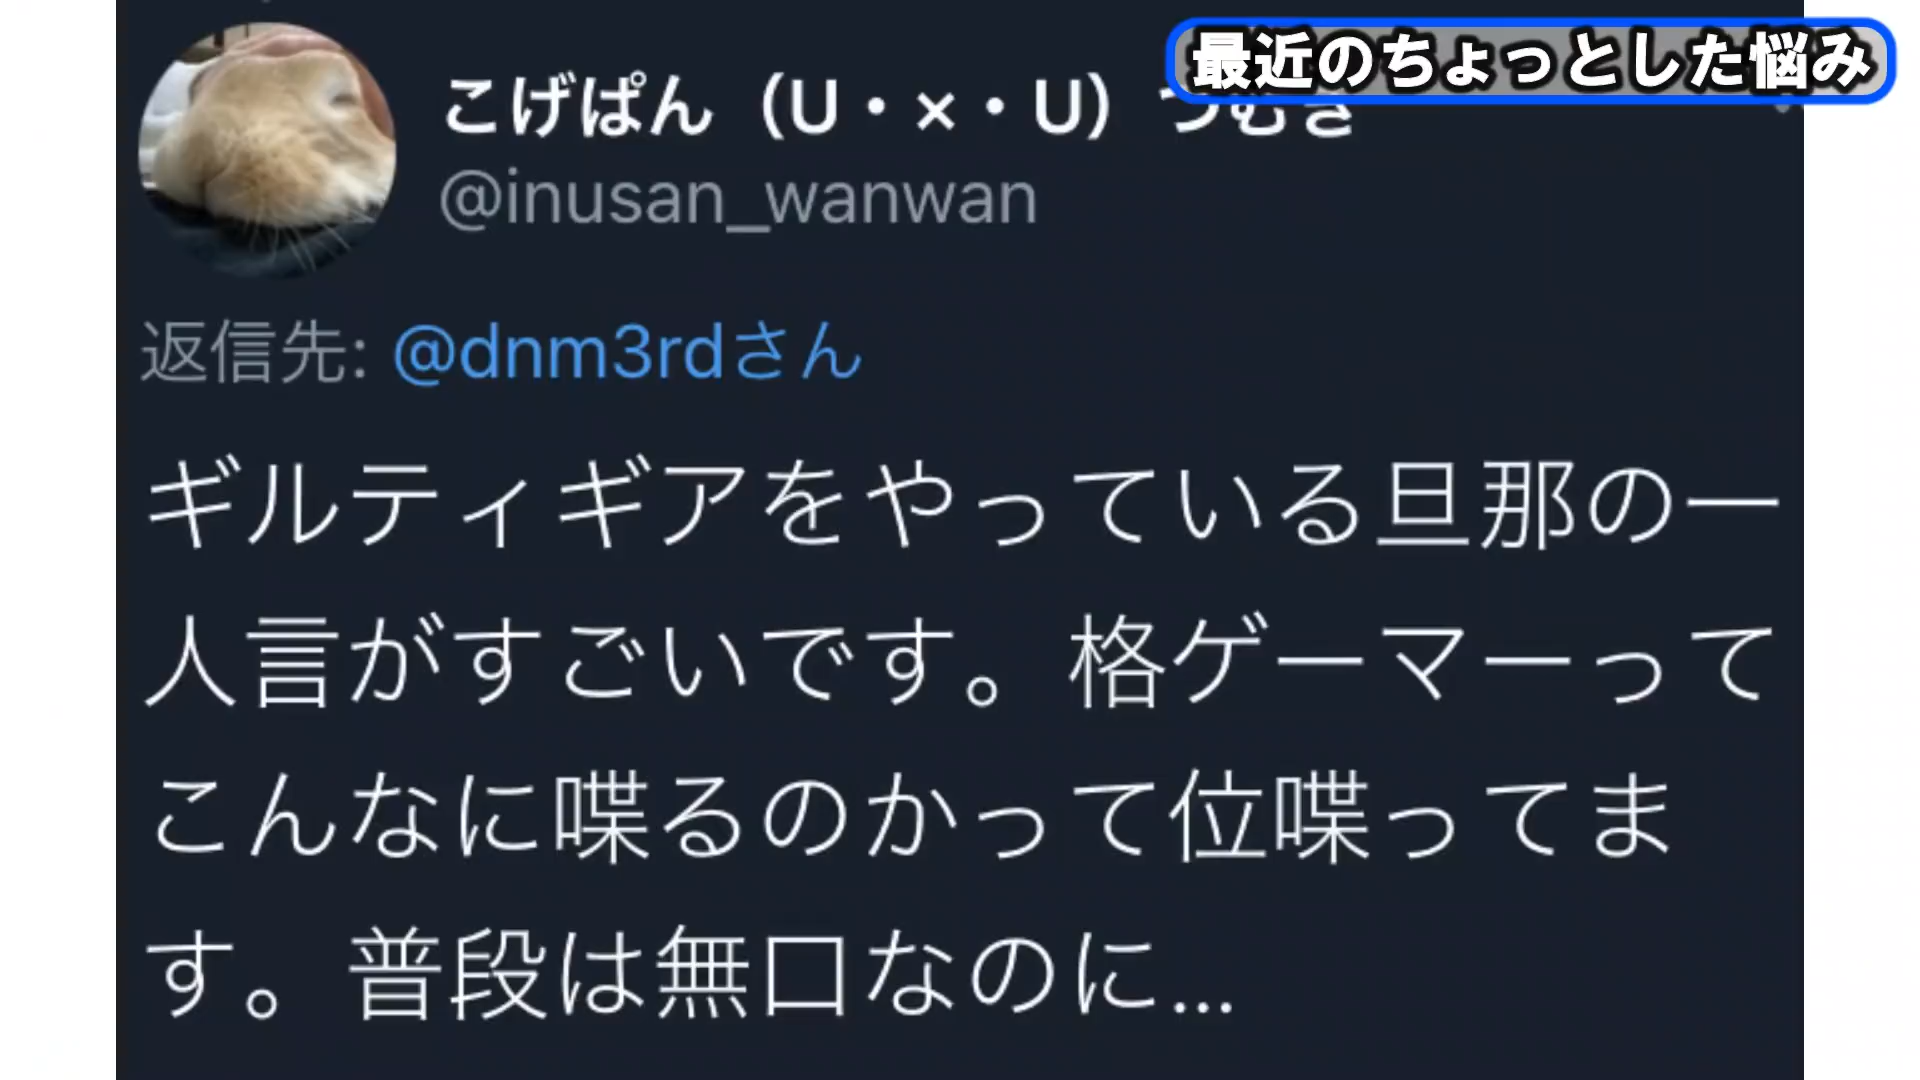 最近のちょっとした悩み
こげぱん（U・×・U）つむぎ
@inusan_wanwan
返信先: @dnm3rdさん
ギルティギアをやっている旦那の一
人言がすごいです。格ゲーマーって
こんなに喋るのかって位喋ってま
す。普段は無口なのに...